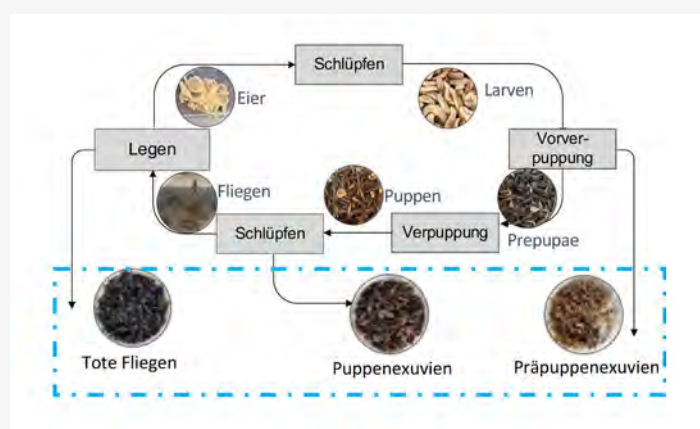 Schlüpfen
Eier
Larven
Legen
Vorver-
puppung
Fliegen
Puppen
Schlüpfen
Verpuppung
Prepupae
Tote Fliegen
Puppenexuvien
Präpuppenexuvien